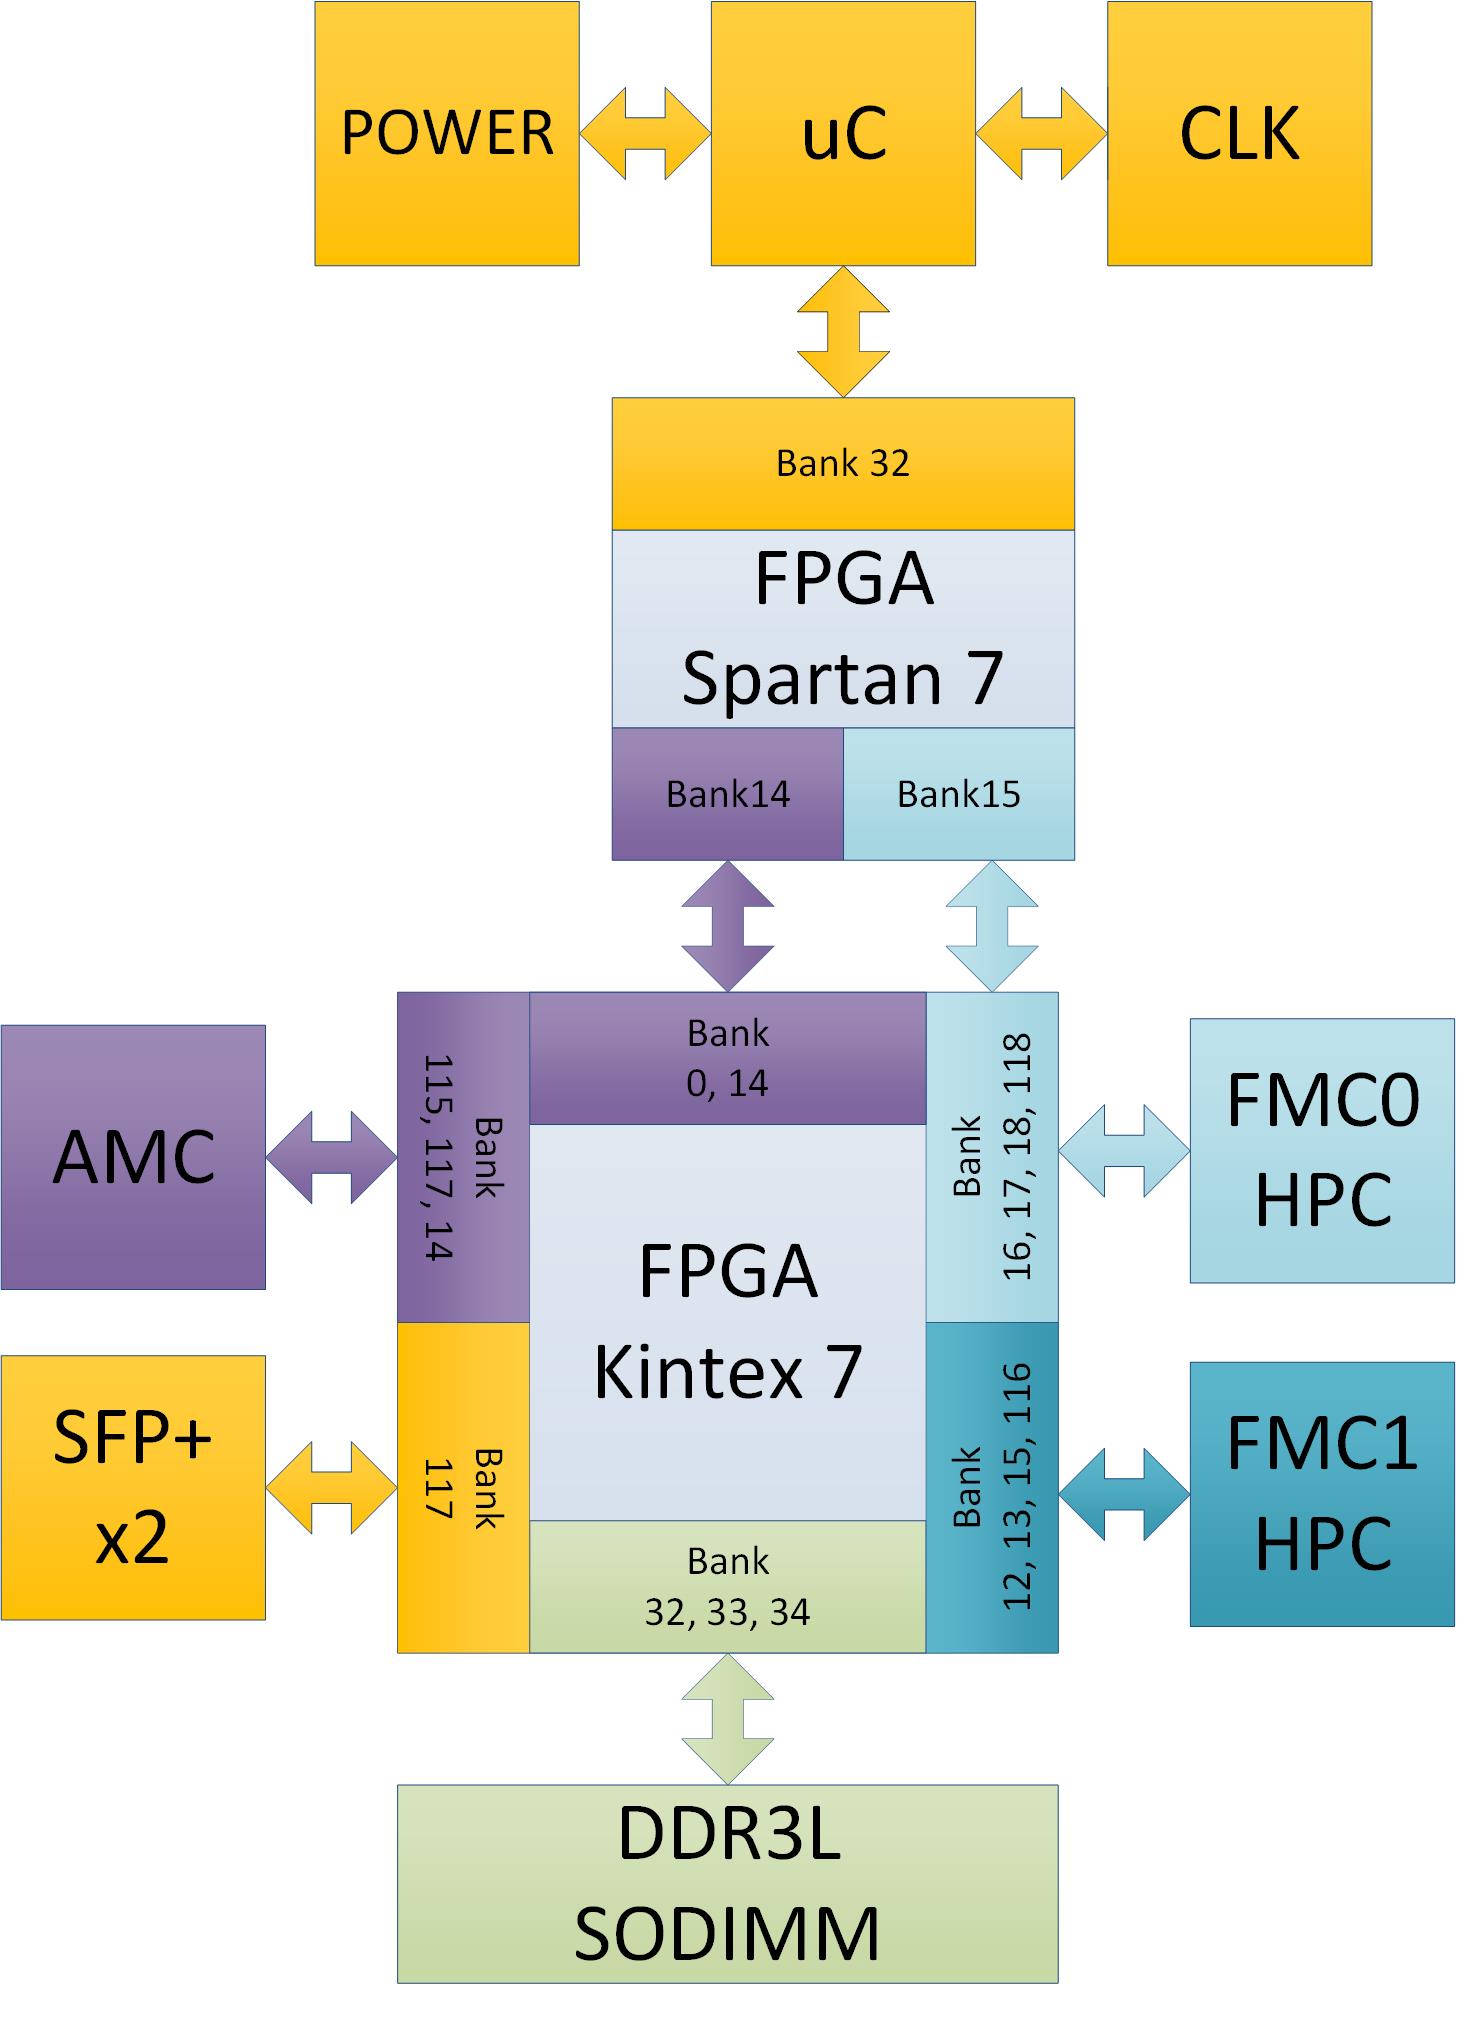 POWER
uC
CLK
Bank 32
FPGA
Spartan 7
Bank14
Bank15
Bank
0, 14
Bank
115, 117, 14
Bank
16, 17, 18, 118
AMC
FMC0
HPC
FPGA
Kintex 7
SFP+
x2
Bank
117
Bank
12, 13, 15, 116
FMC1
HPC
Bank
32, 33, 34
DDR3L
SODIMM